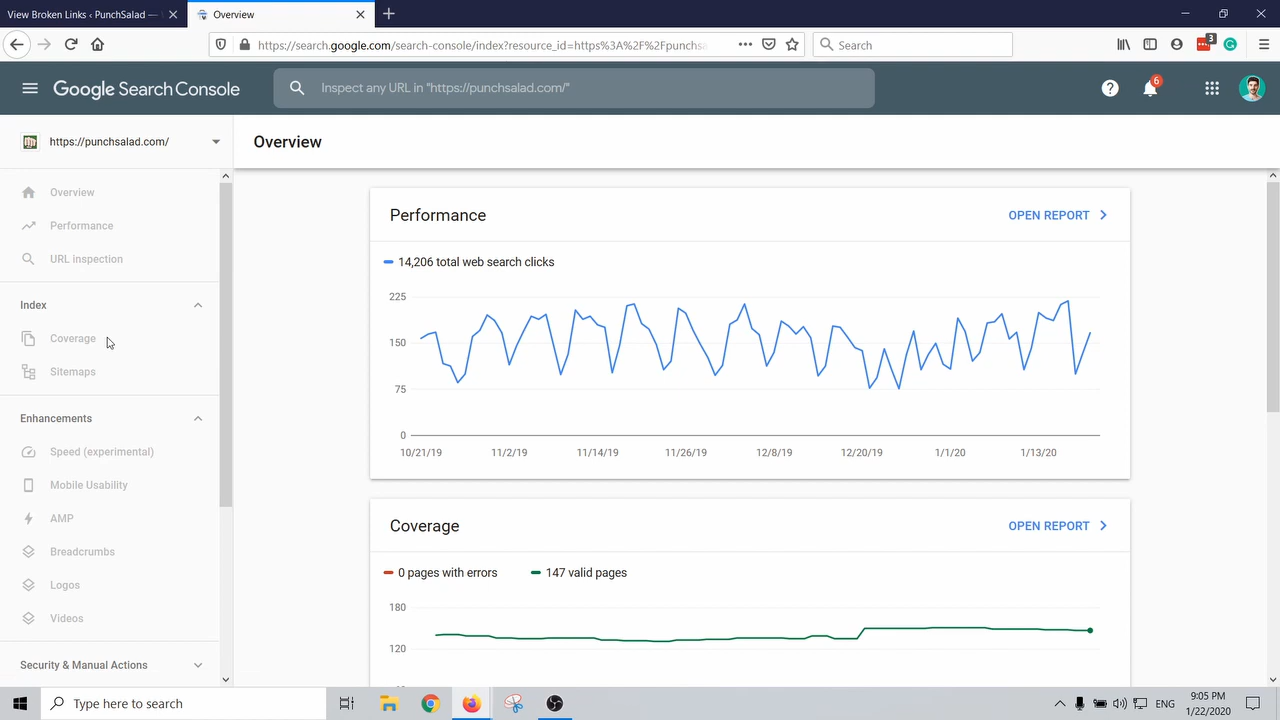 View Broken Links ‹ PunchSalad —
Overview
https://search.google.com/search-console/index?resource_id=https%3A%2F%2Fpunchsa
Search
3
Google Search Console
Inspect any URL in "https://punchsalad.com/"
6
https://punchsalad.com/
Overview
Overview
Performance
URL inspection
Index
Coverage
Sitemaps
Enhancements
Speed (experimental)
Mobile Usability
AMP
Breadcrumbs
Logos
Videos
Security & Manual Actions
Performance
OPEN REPORT
14,206 total web search clicks
225
150
75
0
10/21/19 11/2/19 11/14/19 11/26/19 12/8/19 12/20/19 1/1/20 1/13/20
Coverage
OPEN REPORT
0 pages with errors 147 valid pages
180
120
Type here to search
ENG
9:05 PM
1/22/2020